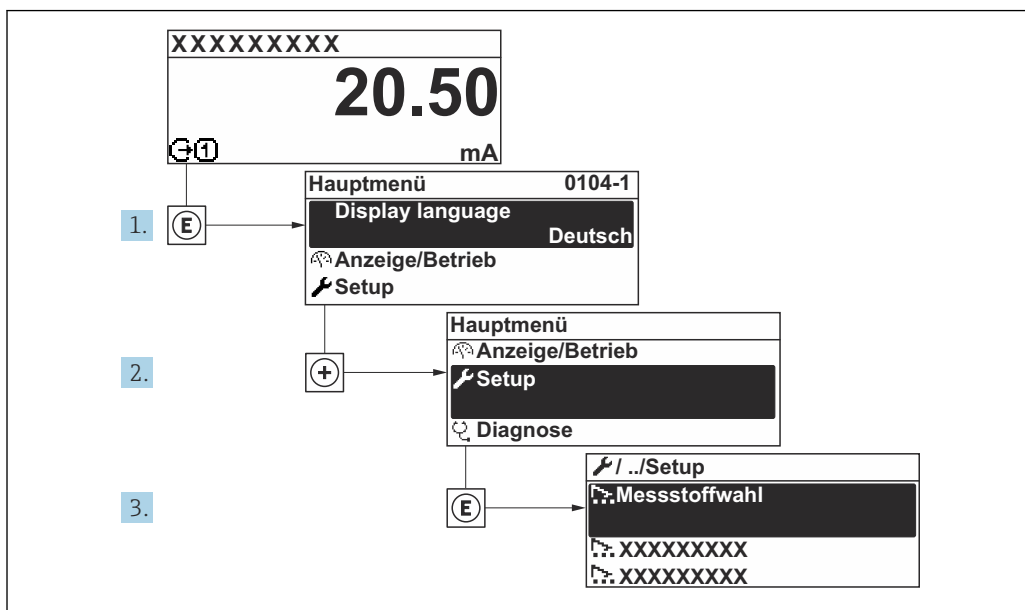 XXXXXXXXX
20.50
1
mA
Hauptmenü 0104-1
1. E
Display language
Deutsch
Anzeige/Betrieb
Setup
Hauptmenü
Anzeige/Betrieb
2. +
Setup
Diagnose
/ ../Setup
Messstoffwahl
3. E
XXXXXXXXX
XXXXXXXXX